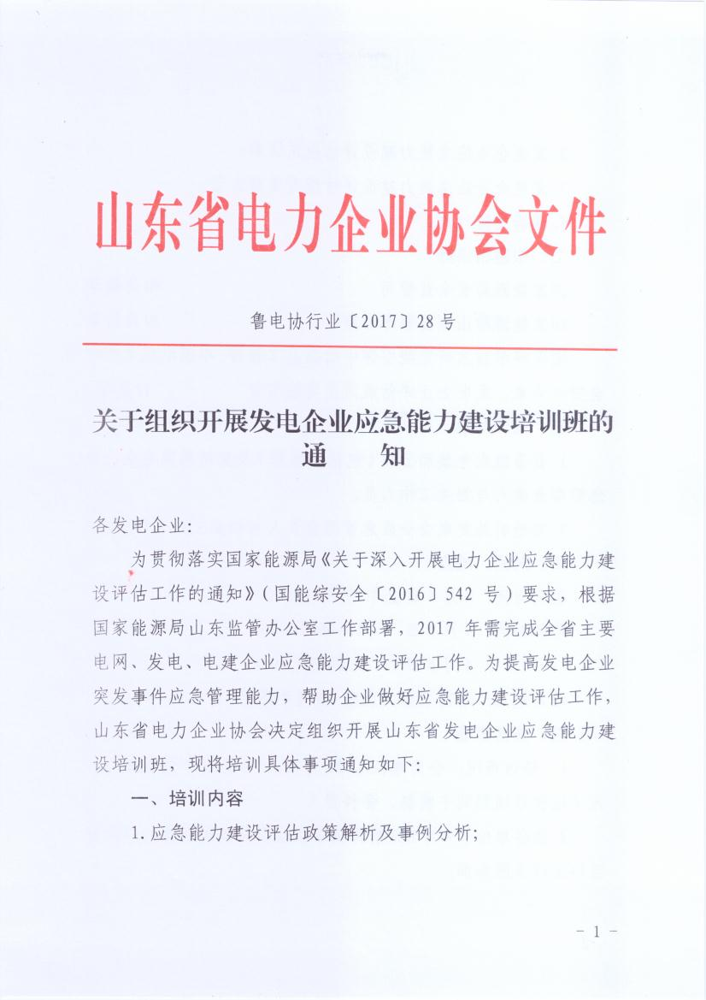 山东省电力企业协会文件
鲁电协行业〔2017〕28号
关于组织开展发电企业应急能力建设培训班的
通 知
各发电企业:
为贯彻落实国家能源局《关于深入开展电力企业应急能力建
设评估工作的通知》(国能综安全〔2016〕542 号)要求，根据
国家能源局山东监管办公室工作部署，2017 年需完成全省主要
电网、发电、电建企业应急能力建设评估工作。为提高发电企业
突发事件应急管理能力，帮助企业做好应急能力建设评估工作，
山东省电力企业协会决定组织开展山东省发电企业应急能力建
设培训班，现将培训具体事项通知如下:
一、培训内容
1.应急能力建设评估政策解析及事例分析;
- 1 -